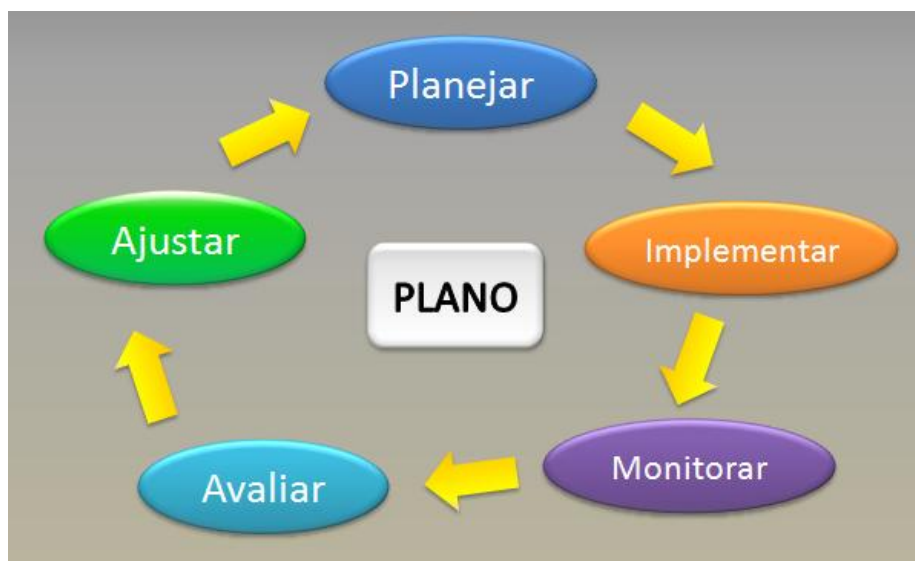 Planejar
Implementar
Monitorar
Avaliar
Ajustar
PLANO